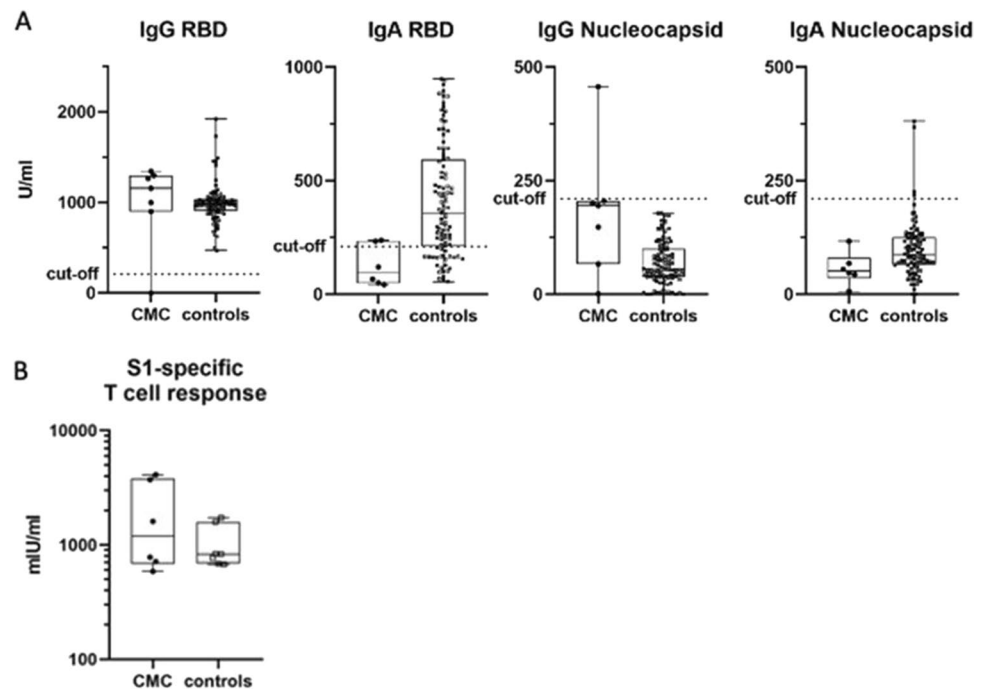 A
IgG RBD
IgA RBD
IgG Nucleocapsid
IgA Nucleocapsid
U/ml
2000
1000
0
cut-off
CMC controls
1000
500
0
cut-off
CMC controls
500
250
0
cut-off
CMC controls
500
250
0
cut-off
CMC controls
B
S1-specific
T cell response
mIU/ml
10000
1000
100
CMC controls